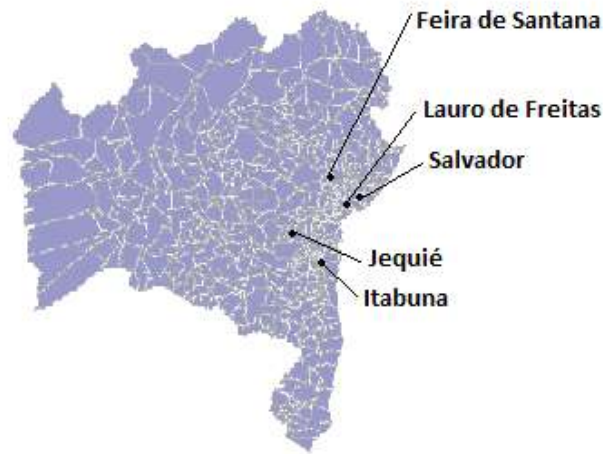 Feira de Santana
Lauro de Freitas
Salvador
Jequié
Itabuna